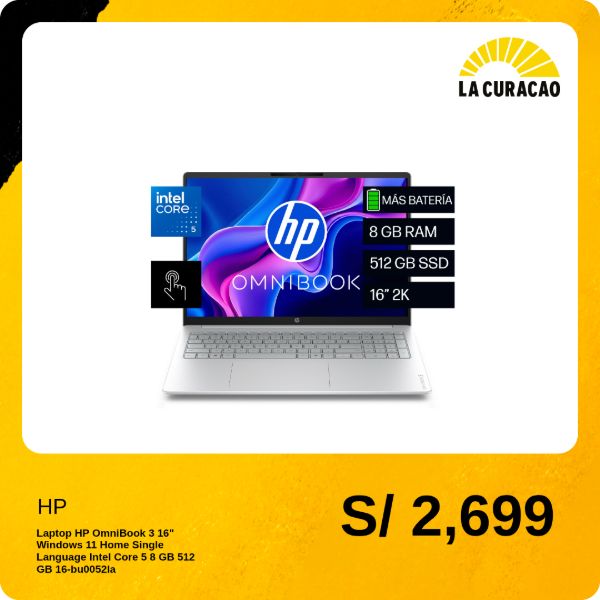 LA CURACAO
intel
CORE
5
MÁS BATERÍA
8 GB RAM
512 GB SSD
16” 2K
hp
OMNIBOOK
HP
S/ 2,699
Laptop HP OmniBook 3 16"
Windows 11 Home Single
Language Intel Core 5 8 GB 512
GB 16-bu0052la